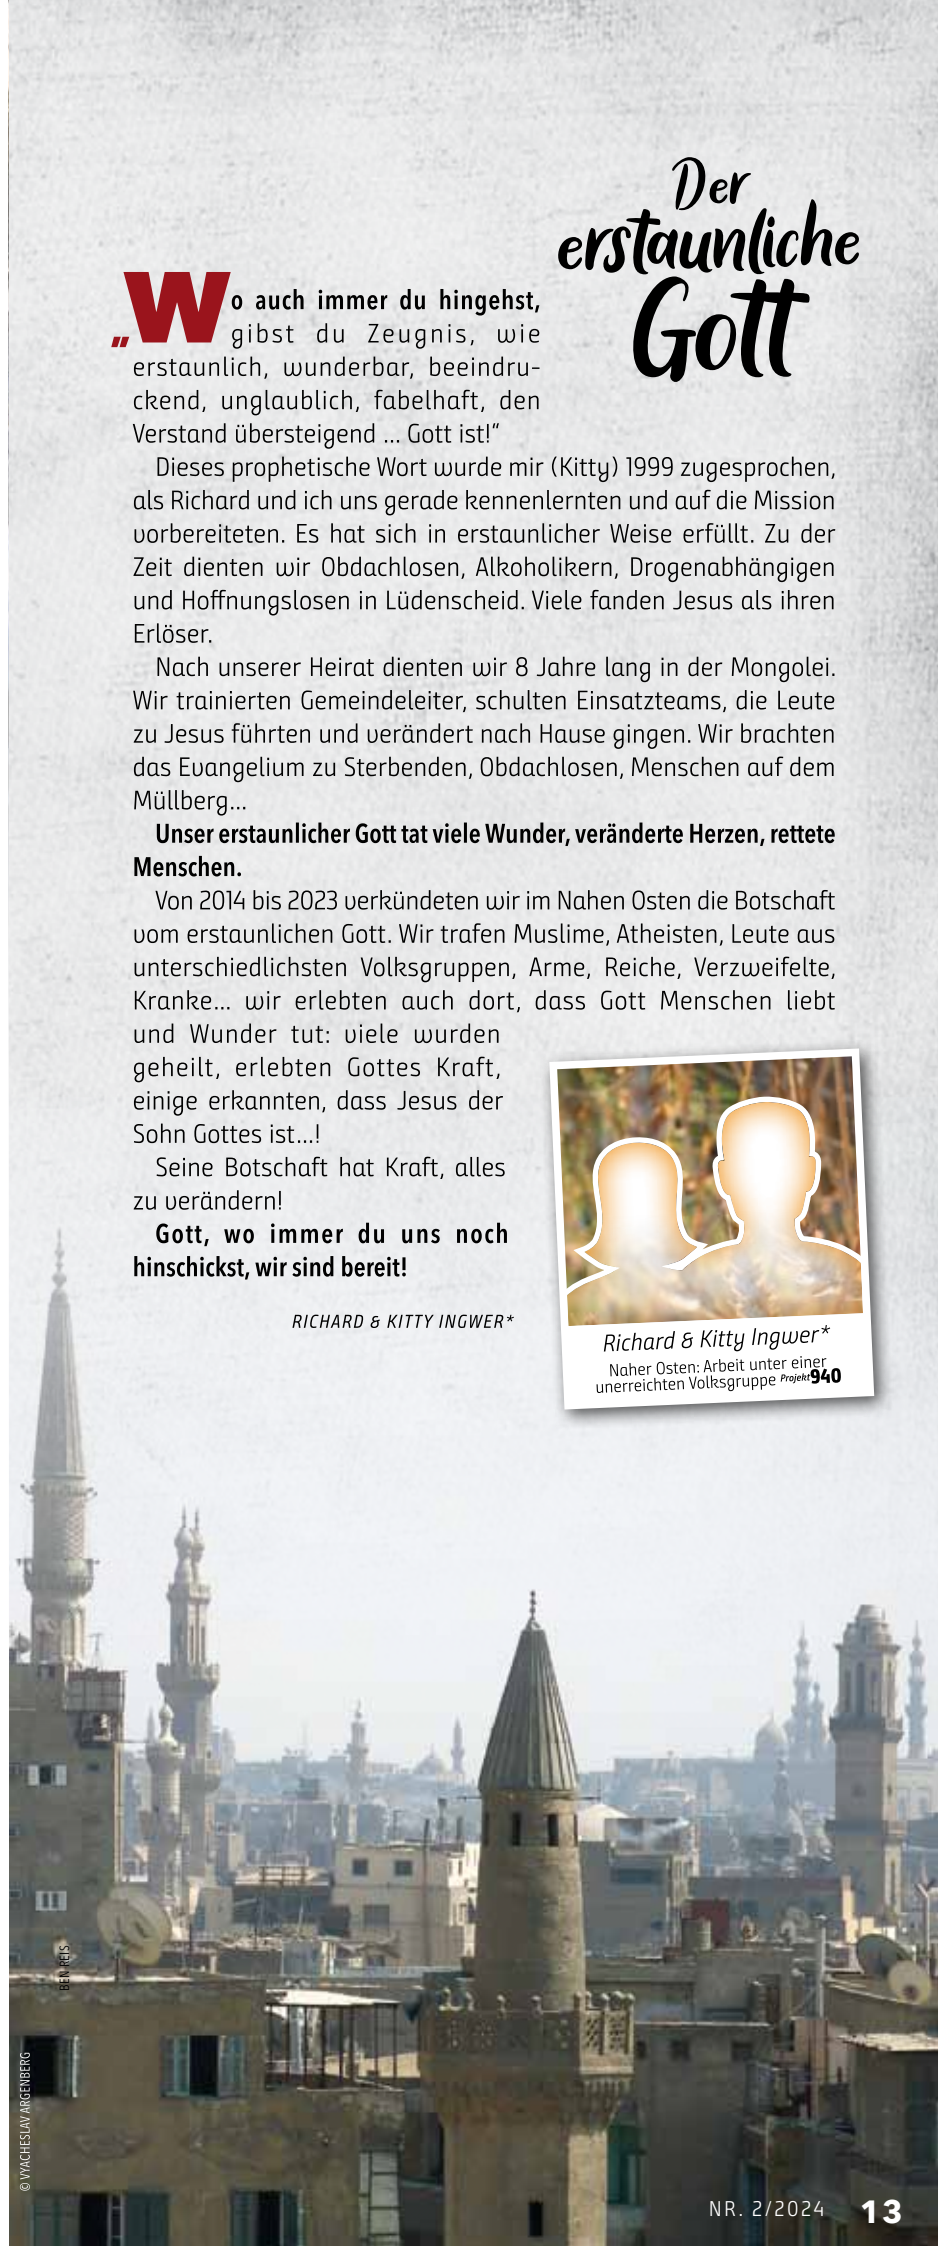 Der
erstaunliche
Gott
„Wo auch immer du hingehst,
gibst du Zeugnis, wie
erstaunlich, wunderbar, beeindru-
ckend, unglaublich, fabelhaft, den
Verstand übersteigend ... Gott ist!“
Dieses prophetische Wort wurde mir (Kitty) 1999 zugesprochen,
als Richard und ich uns gerade kennenlernten und auf die Mission
vorbereiteten. Es hat sich in erstaunlicher Weise erfüllt. Zu der
Zeit dienten wir Obdachlosen, Alkoholikern, Drogenabhängigen
und Hoffnungslosen in Lüdenscheid. Viele fanden Jesus als ihren
Erlöser.
Nach unserer Heirat dienten wir 8 Jahre lang in der Mongolei.
Wir trainierten Gemeindeleiter, schulten Einsatzteams, die Leute
zu Jesus führten und verändert nach Hause gingen. Wir brachten
das Evangelium zu Sterbenden, Obdachlosen, Menschen auf dem
Müllberg...
Unser erstaunlicher Gott tat viele Wunder, veränderte Herzen, rettete
Menschen.
Von 2014 bis 2023 verkündeten wir im Nahen Osten die Botschaft
vom erstaunlichen Gott. Wir trafen Muslime, Atheisten, Leute aus
unterschiedlichsten Volksgruppen, Arme, Reiche, Verzweifelte,
Kranke... wir erlebten auch dort, dass Gott Menschen liebt
und Wunder tut: viele wurden
geheilt, erlebten Gottes Kraft,
einige erkannten, dass Jesus der
Sohn Gottes ist...!
Seine Botschaft hat Kraft, alles
zu verändern!
Gott, wo immer du uns noch
hinschickst, wir sind bereit!
RICHARD & KITTY INGWER*
Richard & Kitty Ingwer*
Naher Osten: Arbeit unter einer
unerreichten Volksgruppe Projekt940
BEN REIS
© VYACHESLAV ARGENBERG
NR. 2/2024 13